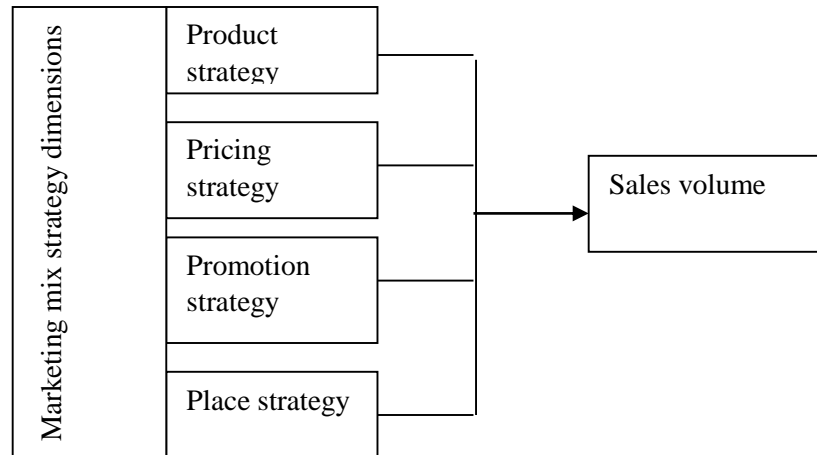 Marketing mix strategy dimensions
Product
strategy
Pricing
strategy
Promotion
strategy
Place strategy
Sales volume